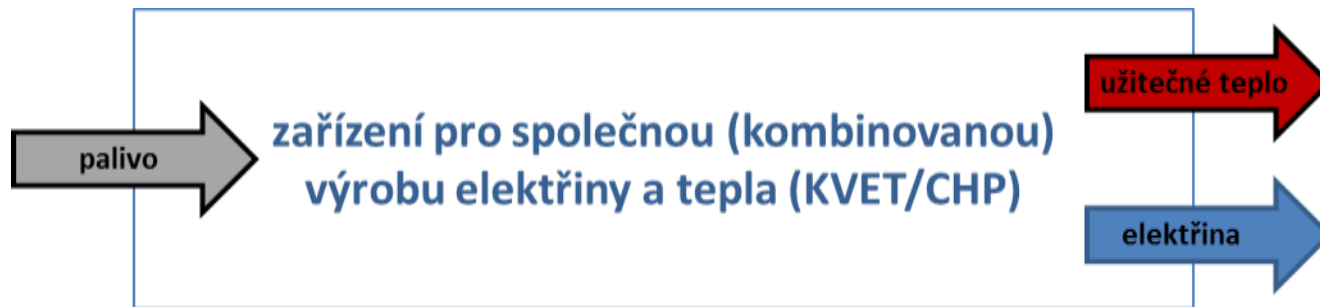 palivo
zařízení pro společnou (kombinovanou)
výrobu elektřiny a tepla (KVET/CHP)
užitečné teplo
elektřina